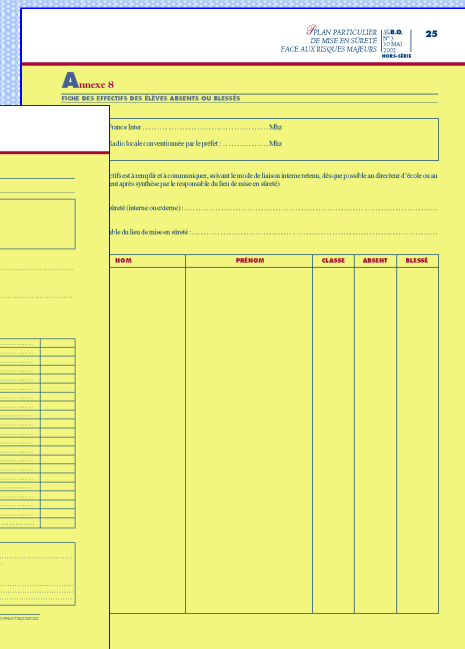 PLAN PARTICULIER
DE MISE EN SÛRETÉ
FACE AUX RISQUES MAJEURS
Le B.O.
N° 3
30 MAI
2002
HORS-SÉRIE
25
Annexe 8
FICHE DES EFFECTIFS DES ÉLÈVES ABSENTS OU BLESSÉS
France Inter ................................................ Mhz
Radio locale conventionnée par le préfet : ................ Mhz
ctifs est à remplir et à communiquer, suivant le mode de liaison interne retenu, dès que possible au directeur d'école ou au
ent après synthèse par le responsable du lieu de mise en sûreté)
sûreté (interne ou externe) : ................................................
able du lieu de mise en sûreté : ................................................
NOM PRÉNOM CLASSE ABSENT BLESSÉ